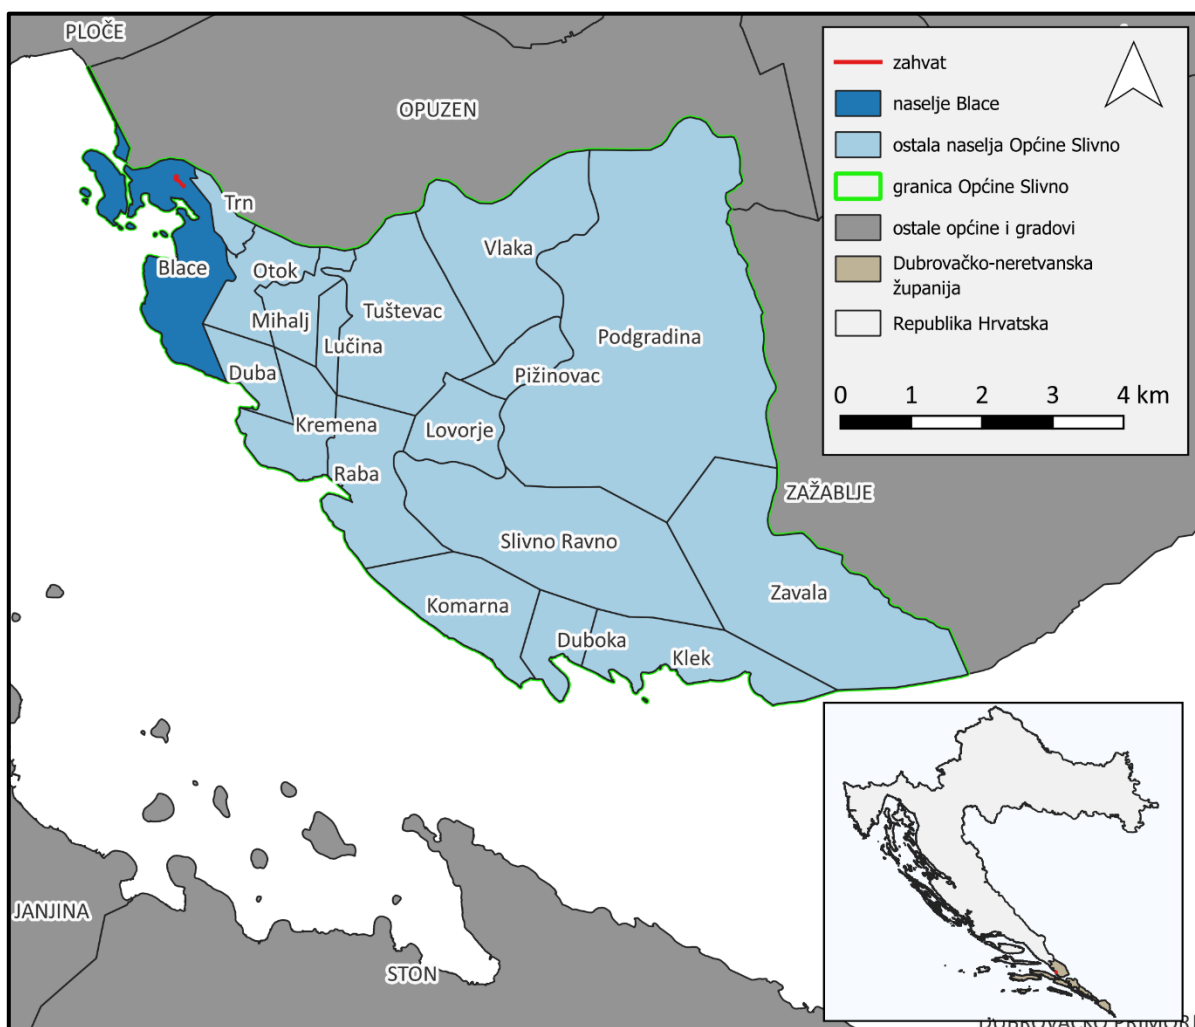 PLOČE
OPUZEN
zahvat
naselje Blace
ostala naselja Općine Slivno
granica Općine Slivno
ostale općine i gradovi
Dubrovačko-neretvanska
županija
Republika Hrvatska
0 1 2 3 4 km
Trn
Blace
Otok
Vlaka
Mihalj
Tuštevac
Lučina
Podgradina
Duba
Pižinovac
Kremena
Lovorje
Raba
ZAŽABLJE
Slivno Ravno
Zavala
Komarna
Duboka
Klek
JANJINA
STON